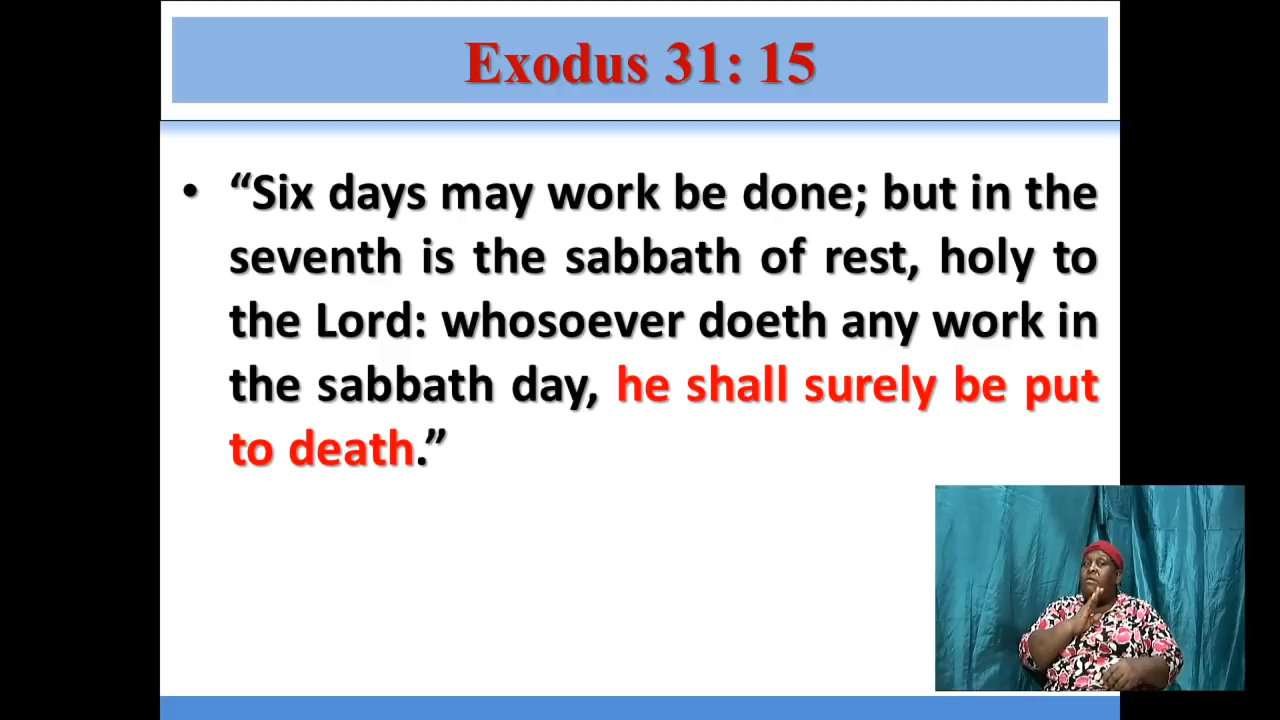 Exodus 31: 15
• “Six days may work be done; but in the
seventh is the sabbath of rest, holy to
the Lord: whosoever doeth any work in
the sabbath day, he shall surely be put
to death.”